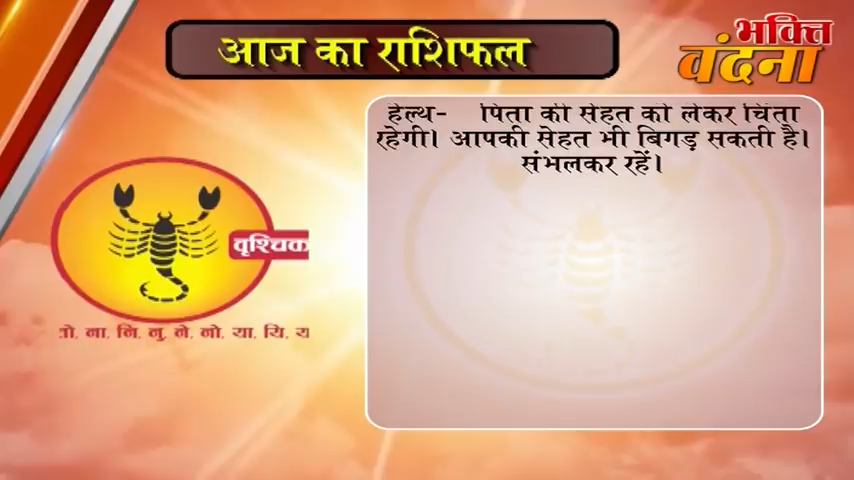 आज का राशिफल
भक्ति
वंदना
हेल्थ- पिता की सेहत को लेकर चिंता
रहेगी। आपकी सेहत भी बिगड़ सकती है।
संभलकर रहें।
वृश्चिक
ना, नि, नु, ने, नो, या, यि,